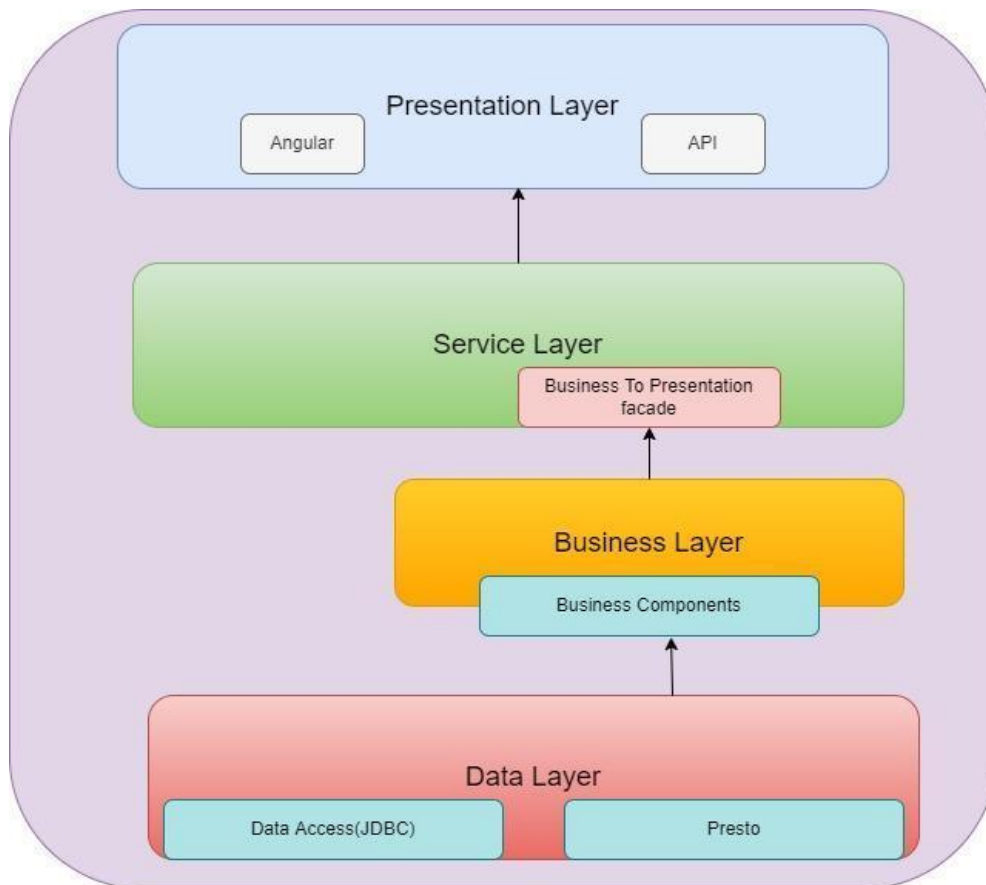 Presentation Layer
Angular
API
Service Layer
Business To Presentation
facade
Business Layer
Business Components
Data Layer
Data Access(JDBC)
Presto